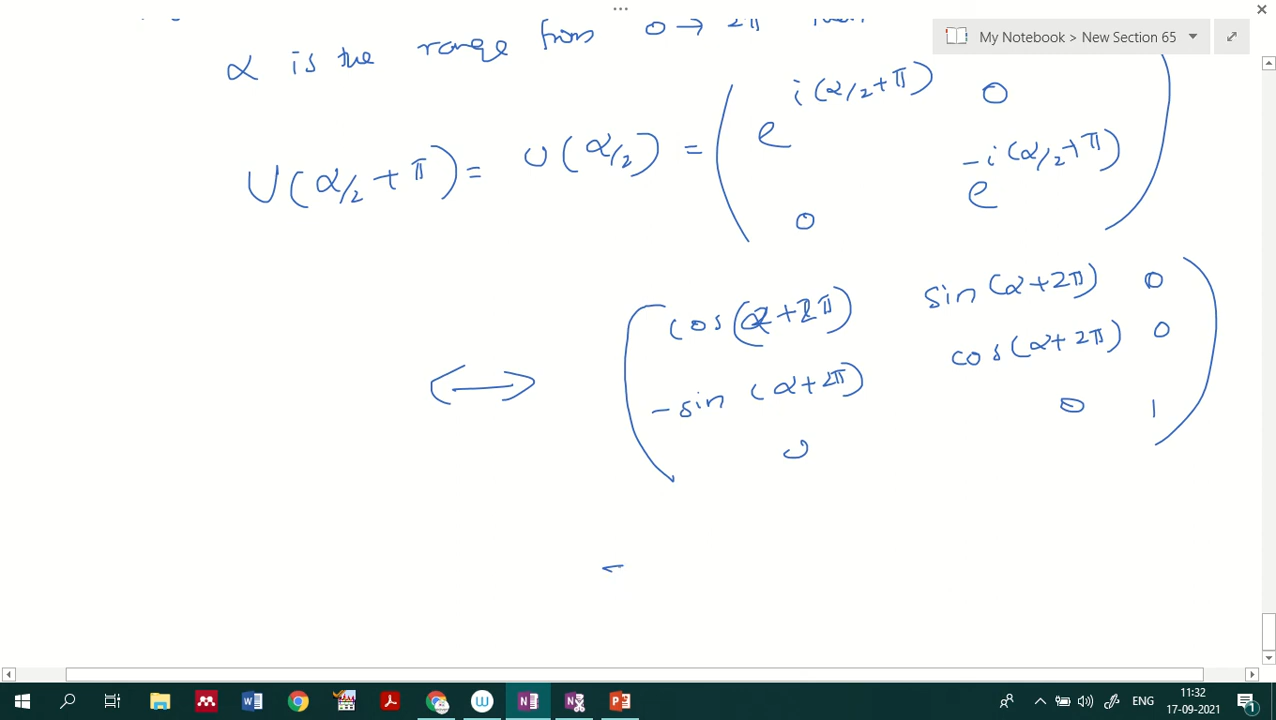 My Notebook > New Section 65
α is the range from 0 → 2π
U(α/2 + π) = U(α/2) = ( e^{i(α/2+π)} 0
0 e^{-i(α/2+π)} )
⟷ ( cos(α+2π) sin(α+2π) 0
-sin(α+2π) cos(α+2π) 0
0 0 1 )
ENG
11:32
17-09-2021